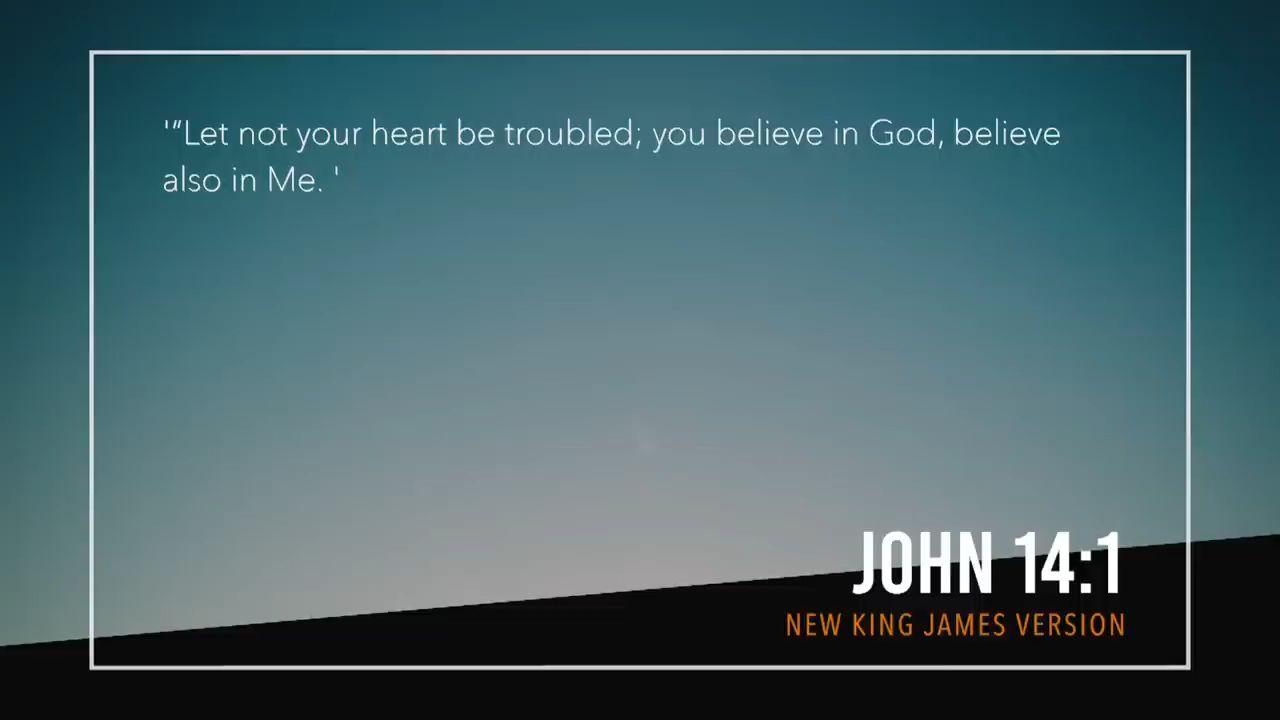 '“Let not your heart be troubled; you believe in God, believe
also in Me. '
JOHN 14:1
NEW KING JAMES VERSION